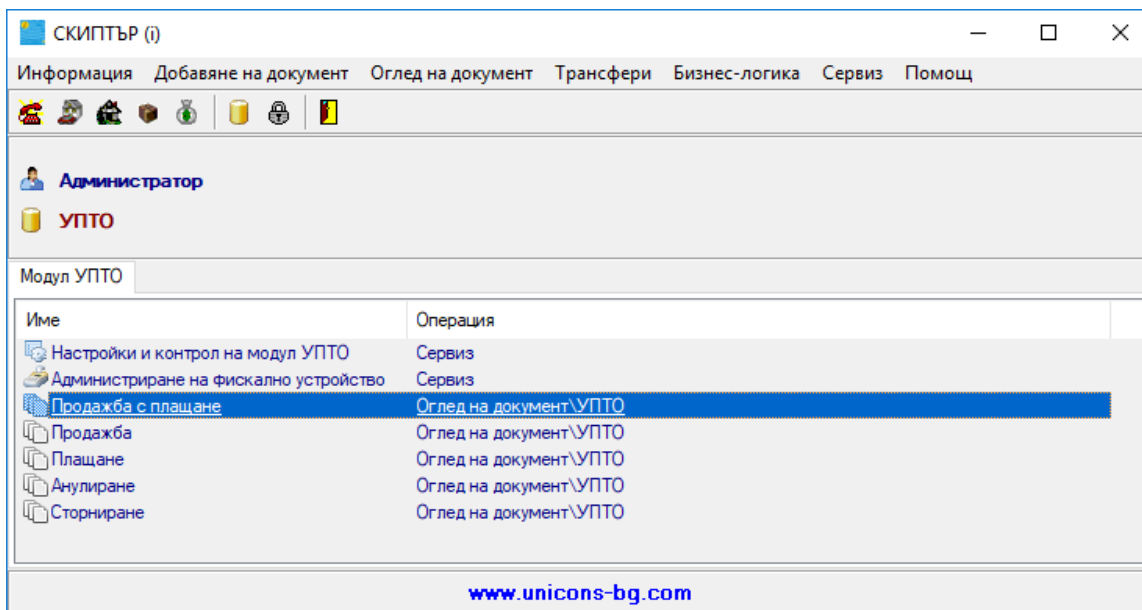 СКИПТЪР (i)
Информация Добавяне на документ Оглед на документ Трансфери Бизнес-логика Сервиз Помощ
Администратор
УПТО
Модул УПТО
Име Операция
Настройки и контрол на модул УПТО Сервиз
Администриране на фискално устройство Сервиз
Продажба с плащане Оглед на документ\УПТО
Продажба Оглед на документ\УПТО
Плащане Оглед на документ\УПТО
Анулиране Оглед на документ\УПТО
Сторниране Оглед на документ\УПТО
www.unicons-bg.com